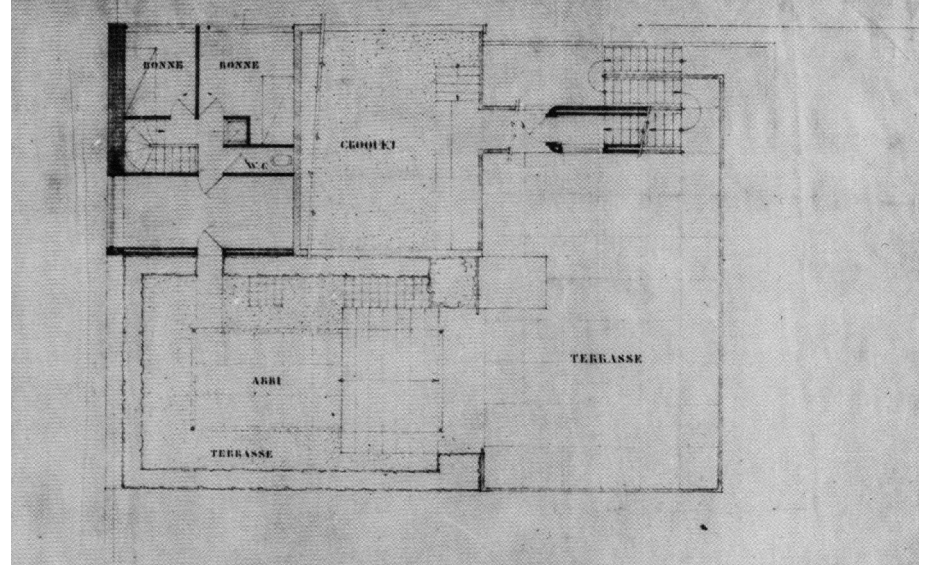 BONNE
BONNE
CROQUET
W.C
TERRASSE
ABRI
TERRASSE